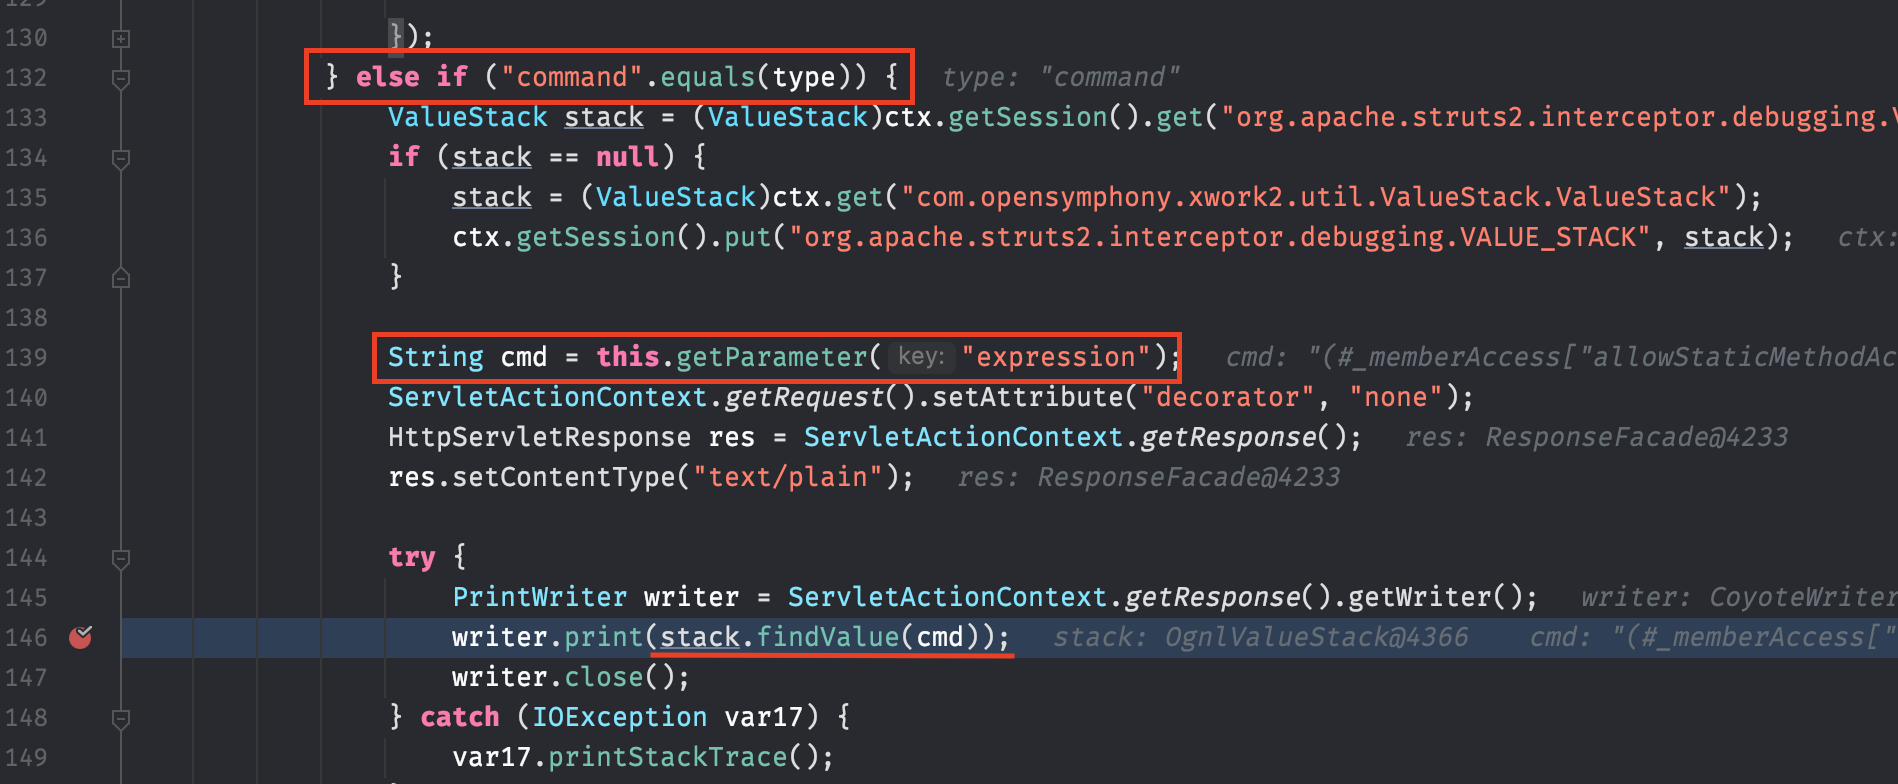 129
130 });
132 } else if ("command".equals(type)) { type: "command"
133 ValueStack stack = (ValueStack)ctx.getSession().get("org.apache.struts2.interceptor.debugging.V
134 if (stack == null) {
135 stack = (ValueStack)ctx.get("com.opensymphony.xwork2.util.ValueStack.ValueStack");
136 ctx.getSession().put("org.apache.struts2.interceptor.debugging.VALUE_STACK", stack); ctx:
137 }
138
139 String cmd = this.getParameter( key: "expression"); cmd: "(#_memberAccess["allowStaticMethodAc
140 ServletActionContext.getRequest().setAttribute("decorator", "none");
141 HttpServletResponse res = ServletActionContext.getResponse(); res: ResponseFacade@4233
142 res.setContentType("text/plain"); res: ResponseFacade@4233
143
144 try {
145 PrintWriter writer = ServletActionContext.getResponse().getWriter(); writer: CoyoteWriter
146 writer.print(stack.findValue(cmd)); stack: OgnlValueStack@4366 cmd: "(#_memberAccess["
147 writer.close();
148 } catch (IOException var17) {
149 var17.printStackTrace();